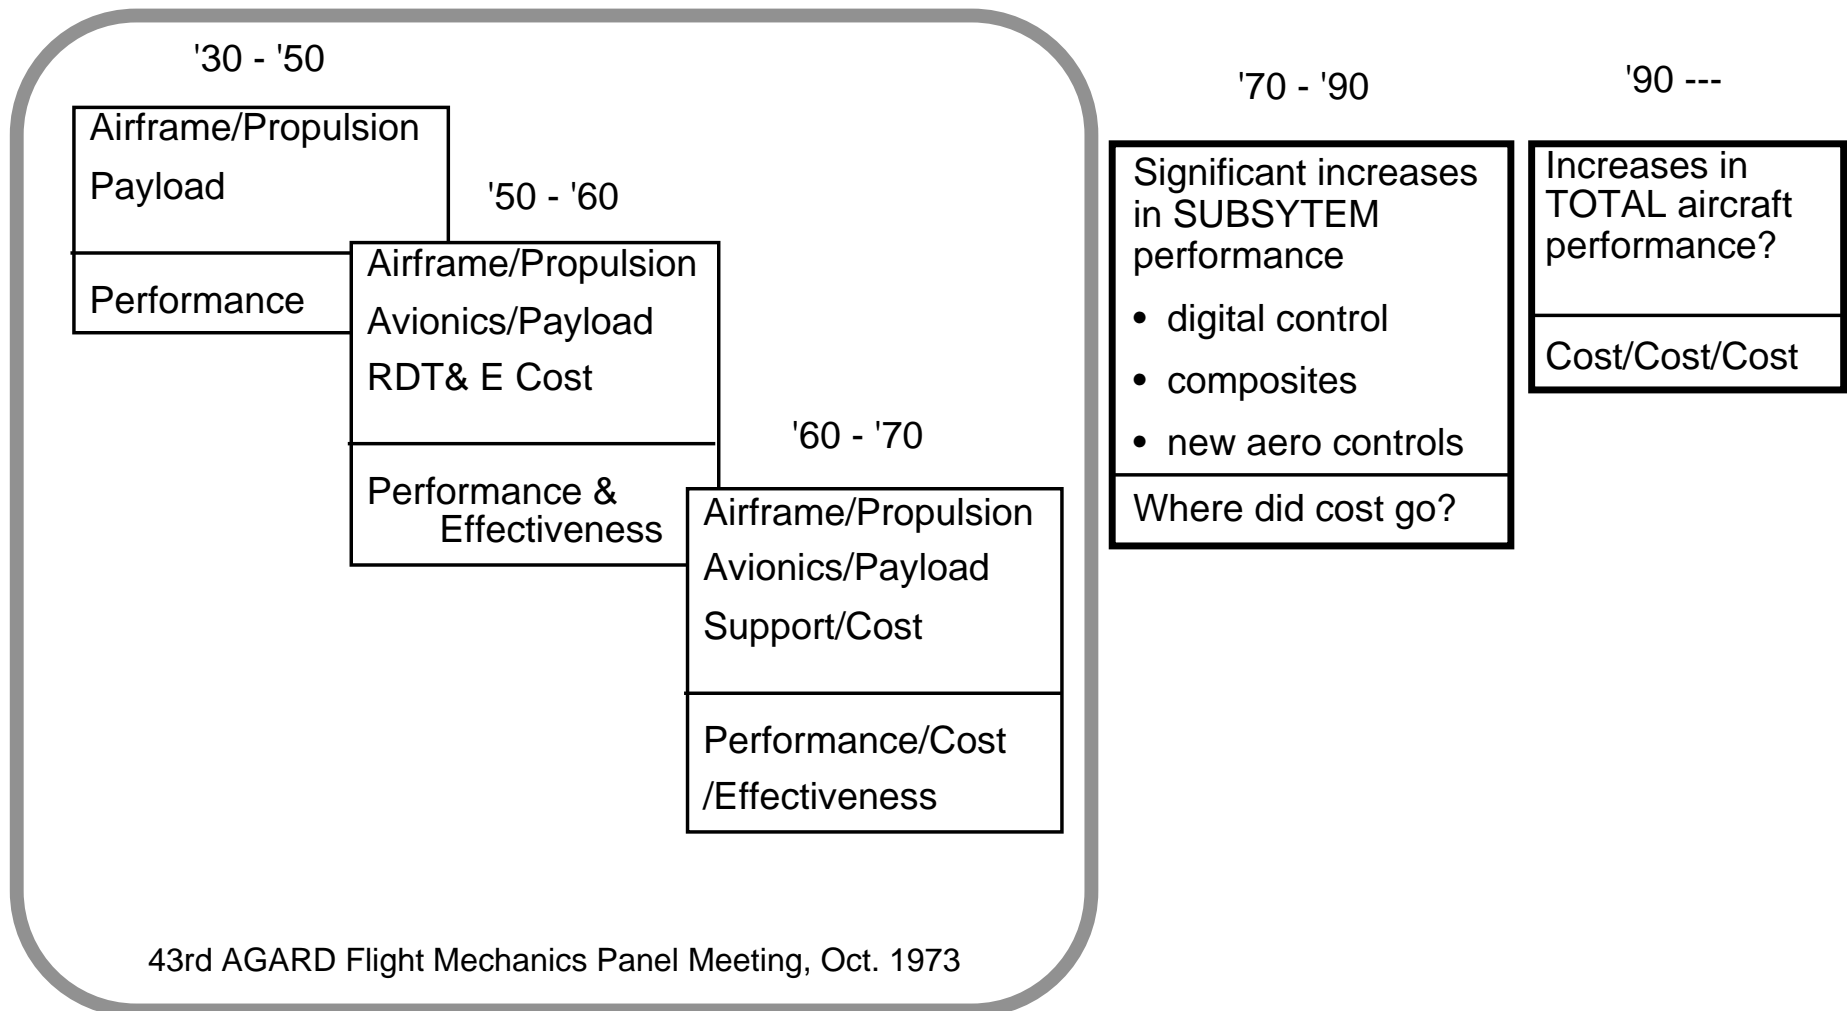 '30 - '50
Airframe/Propulsion
Payload
Performance
'50 - '60
Airframe/Propulsion
Avionics/Payload
RDT& E Cost
Performance &
Effectiveness
'60 - '70
Airframe/Propulsion
Avionics/Payload
Support/Cost
Performance/Cost
/Effectiveness
43rd AGARD Flight Mechanics Panel Meeting, Oct. 1973
'70 - '90
Significant increases
in SUBSYTEM
performance
• digital control
• composites
• new aero controls
Where did cost go?
'90 ---
Increases in
TOTAL aircraft
performance?
Cost/Cost/Cost